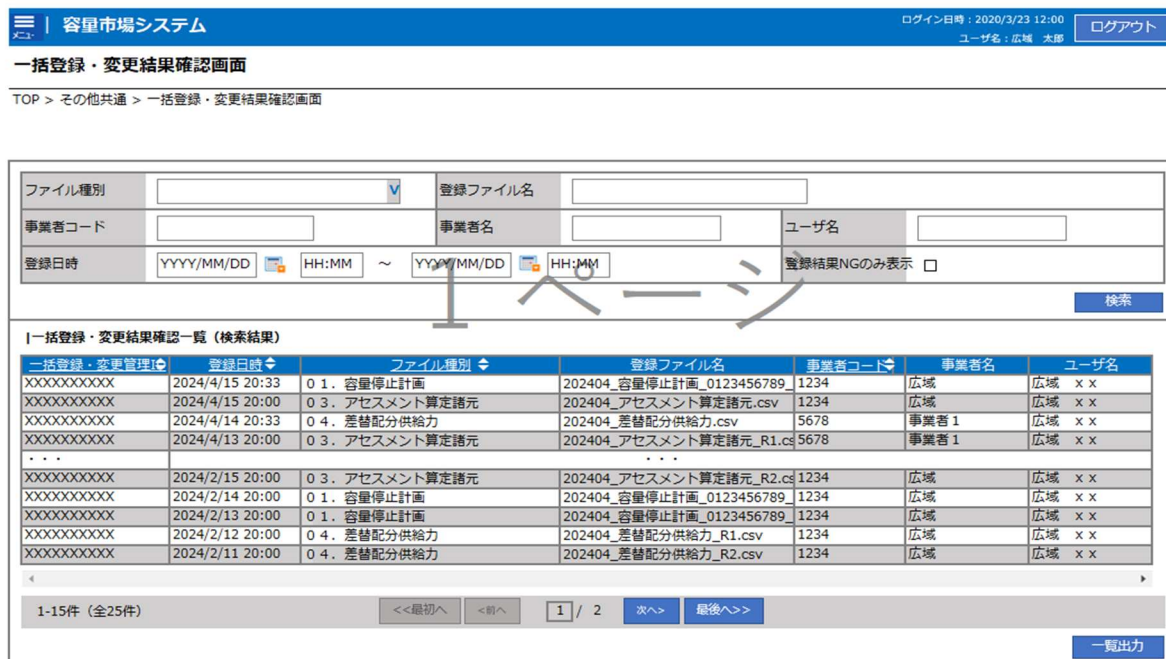 容量市場システム
ログイン日時：2020/3/23 12:00
ユーザ名：広域　太郎
ログアウト
メニュー
一括登録・変更結果確認画面
TOP > その他共通 > 一括登録・変更結果確認画面
ファイル種別 V 登録ファイル名
事業者コード 事業者名 ユーザ名
登録日時 YYYY/MM/DD HH:MM ～ YYYY/MM/DD HH:MM 登録結果NGのみ表示
1 ページ
検索
|一括登録・変更結果確認一覧（検索結果）
一括登録・変更管理I 登録日時 ファイル種別 登録ファイル名 事業者コード 事業者名 ユーザ名
XXXXXXXXXX 2024/4/15 20:33 ０１．容量停止計画 202404_容量停止計画_0123456789_ 1234 広域 広域　ｘｘ
XXXXXXXXXX 2024/4/15 20:00 ０３．アセスメント算定諸元 202404_アセスメント算定諸元.csv 1234 広域 広域　ｘｘ
XXXXXXXXXX 2024/4/14 20:33 ０４．差替配分供給力 202404_差替配分供給力.csv 5678 事業者１ 広域　ｘｘ
XXXXXXXXXX 2024/4/13 20:00 ０３．アセスメント算定諸元 202404_アセスメント算定諸元_R1.cs 5678 事業者１ 広域　ｘｘ
・・・ ・・・
XXXXXXXXXX 2024/2/15 20:00 ０３．アセスメント算定諸元 202404_アセスメント算定諸元_R2.cs 1234 広域 広域　ｘｘ
XXXXXXXXXX 2024/2/14 20:00 ０１．容量停止計画 202404_容量停止計画_0123456789_ 1234 広域 広域　ｘｘ
XXXXXXXXXX 2024/2/13 20:00 ０１．容量停止計画 202404_容量停止計画_0123456789_ 1234 広域 広域　ｘｘ
XXXXXXXXXX 2024/2/12 20:00 ０４．差替配分供給力 202404_差替配分供給力_R1.csv 1234 広域 広域　ｘｘ
XXXXXXXXXX 2024/2/11 20:00 ０４．差替配分供給力 202404_差替配分供給力_R2.csv 1234 広域 広域　ｘｘ
1-15件（全25件） <<最初へ <前へ 1 / 2 次へ> 最後へ>>
一覧出力